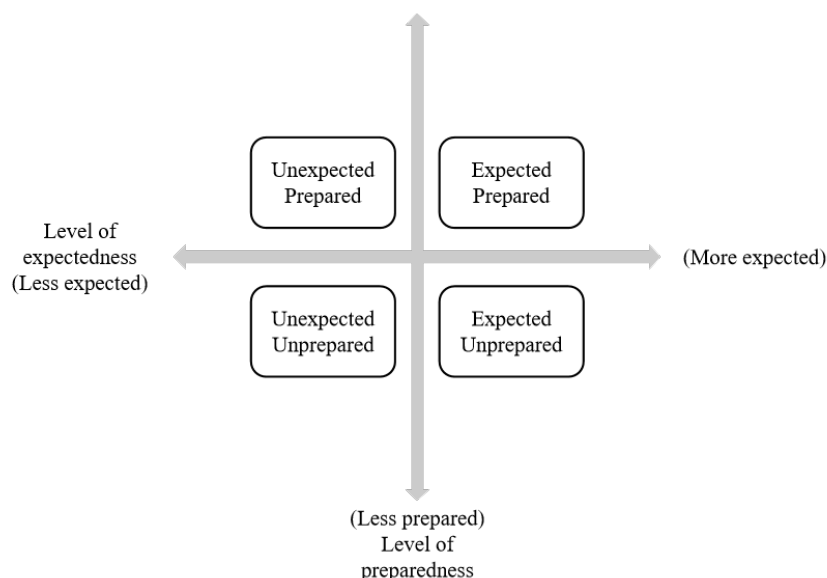 Unexpected
Prepared
Expected
Prepared
Level of
expectedness
(Less expected)
(More expected)
Unexpected
Unprepared
Expected
Unprepared
(Less prepared)
Level of
preparedness